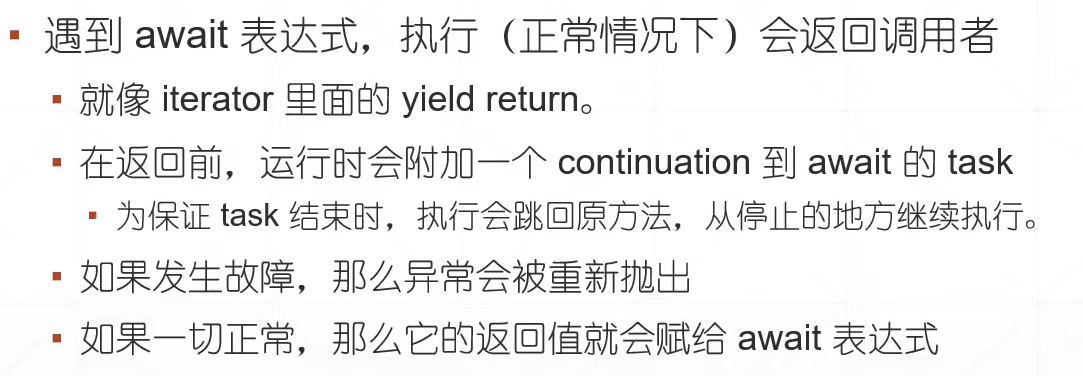 遇到 await 表达式，执行（正常情况下）会返回调用者
就像 iterator 里面的 yield return。
在返回前，运行时会附加一个 continuation 到 await 的 task
为保证 task 结束时，执行会跳回原方法，从停止的地方继续执行。
如果发生故障，那么异常会被重新抛出
如果一切正常，那么它的返回值就会赋给 await 表达式